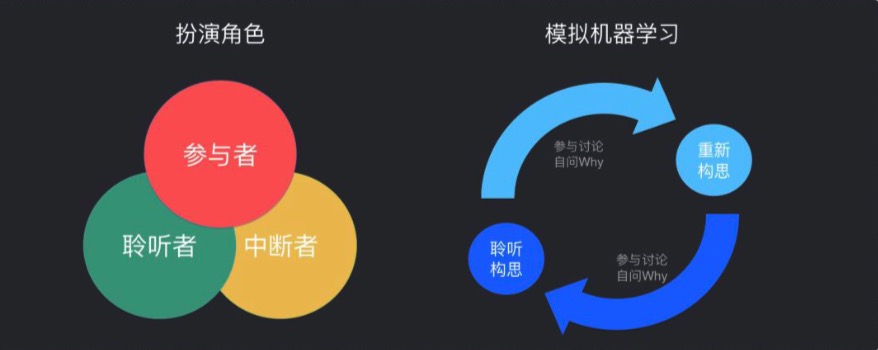 扮演角色
模拟机器学习
参与者
聆听者
中断者
参与讨论
自问Why
重新
构思
聆听
构思
参与讨论
自问Why